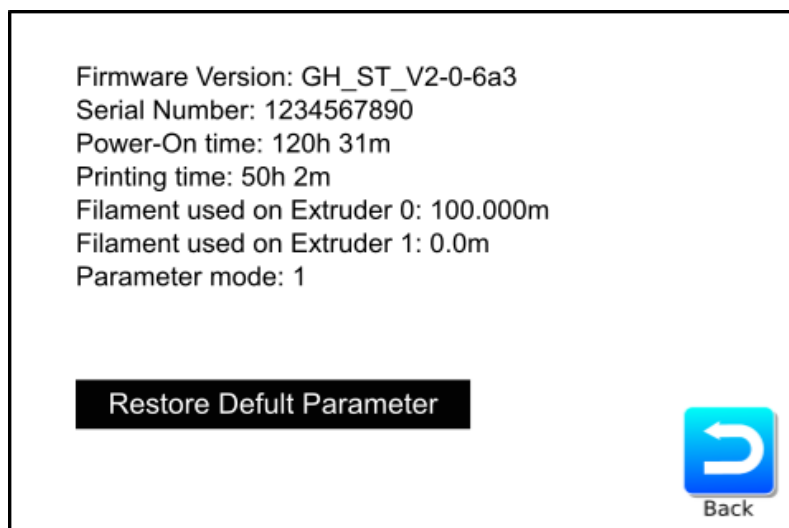 Firmware Version: GH_ST_V2-0-6a3
Serial Number: 1234567890
Power-On time: 120h 31m
Printing time: 50h 2m
Filament used on Extruder 0: 100.000m
Filament used on Extruder 1: 0.0m
Parameter mode: 1
Restore Defult Parameter
Back